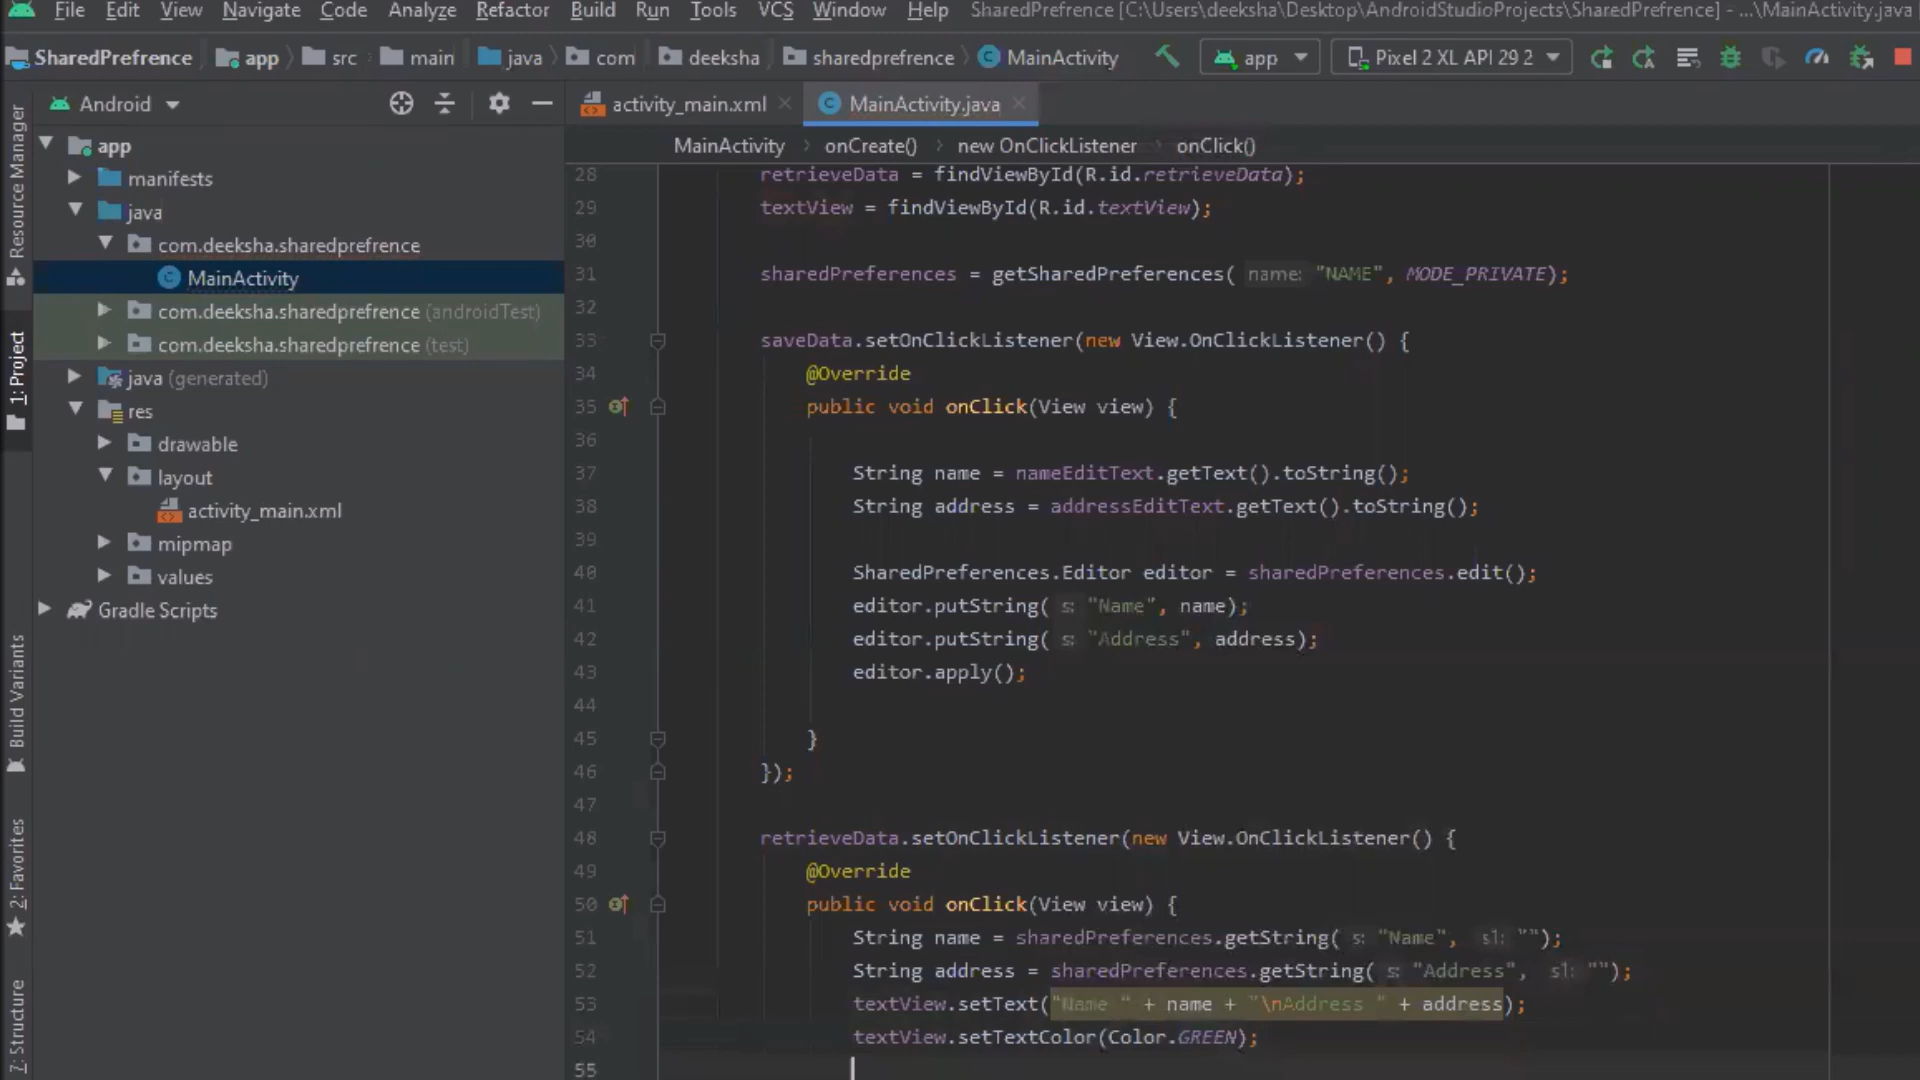 File Edit View Navigate Code Analyze Refactor Build Run Tools VCS Window Help SharedPrefrence [C:\Users\deeksha\Desktop\AndroidStudioProjects\SharedPrefrence] - ...\MainActivity.java
SharedPrefrence app src main java com deeksha sharedprefrence MainActivity app Pixel 2 XL API 29 2
Android
activity_main.xml MainActivity.java
MainActivity onCreate() new OnClickListener onClick()
Resource Manager
1: Project
Build Variants
2: Favorites
7: Structure
app
manifests
java
com.deeksha.sharedprefrence
MainActivity
com.deeksha.sharedprefrence (androidTest)
com.deeksha.sharedprefrence (test)
java (generated)
res
drawable
layout
activity_main.xml
mipmap
values
Gradle Scripts
28 retrieveData = findViewById(R.id.retrieveData);
29 textView = findViewById(R.id.textView);
30
31 sharedPreferences = getSharedPreferences( name: "NAME", MODE_PRIVATE);
32
33 saveData.setOnClickListener(new View.OnClickListener() {
34 @Override
35 public void onClick(View view) {
36
37 String name = nameEditText.getText().toString();
38 String address = addressEditText.getText().toString();
39
40 SharedPreferences.Editor editor = sharedPreferences.edit();
41 editor.putString( s: "Name", name);
42 editor.putString( s: "Address", address);
43 editor.apply();
44
45 }
46 });
47
48 retrieveData.setOnClickListener(new View.OnClickListener() {
49 @Override
50 public void onClick(View view) {
51 String name = sharedPreferences.getString( s: "Name", s1: "");
52 String address = sharedPreferences.getString( s: "Address", s1: "");
53 textView.setText("Name " + name + "\nAddress " + address);
54 textView.setTextColor(Color.GREEN);
55